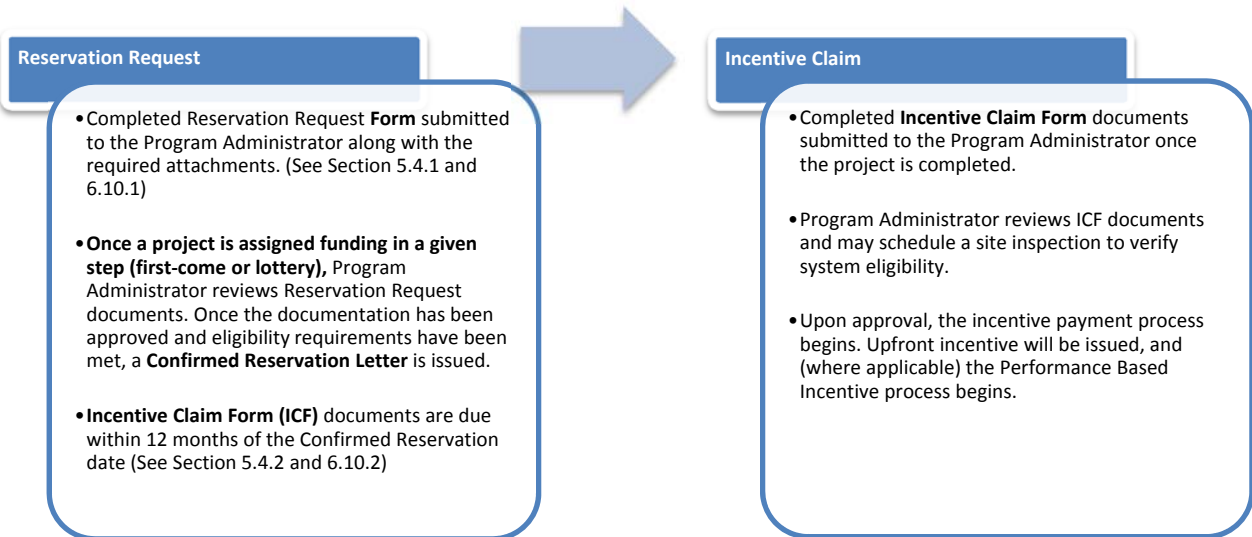 Reservation Request
•Completed Reservation Request Form submitted
to the Program Administrator along with the
required attachments. (See Section 5.4.1 and
6.10.1)
•Once a project is assigned funding in a given
step (first-come or lottery), Program
Administrator reviews Reservation Request
documents. Once the documentation has been
approved and eligibility requirements have been
met, a Confirmed Reservation Letter is issued.
•Incentive Claim Form (ICF) documents are due
within 12 months of the Confirmed Reservation
date (See Section 5.4.2 and 6.10.2)
Incentive Claim
•Completed Incentive Claim Form documents
submitted to the Program Administrator once
the project is completed.
•Program Administrator reviews ICF documents
and may schedule a site inspection to verify
system eligibility.
•Upon approval, the incentive payment process
begins. Upfront incentive will be issued, and
(where applicable) the Performance Based
Incentive process begins.